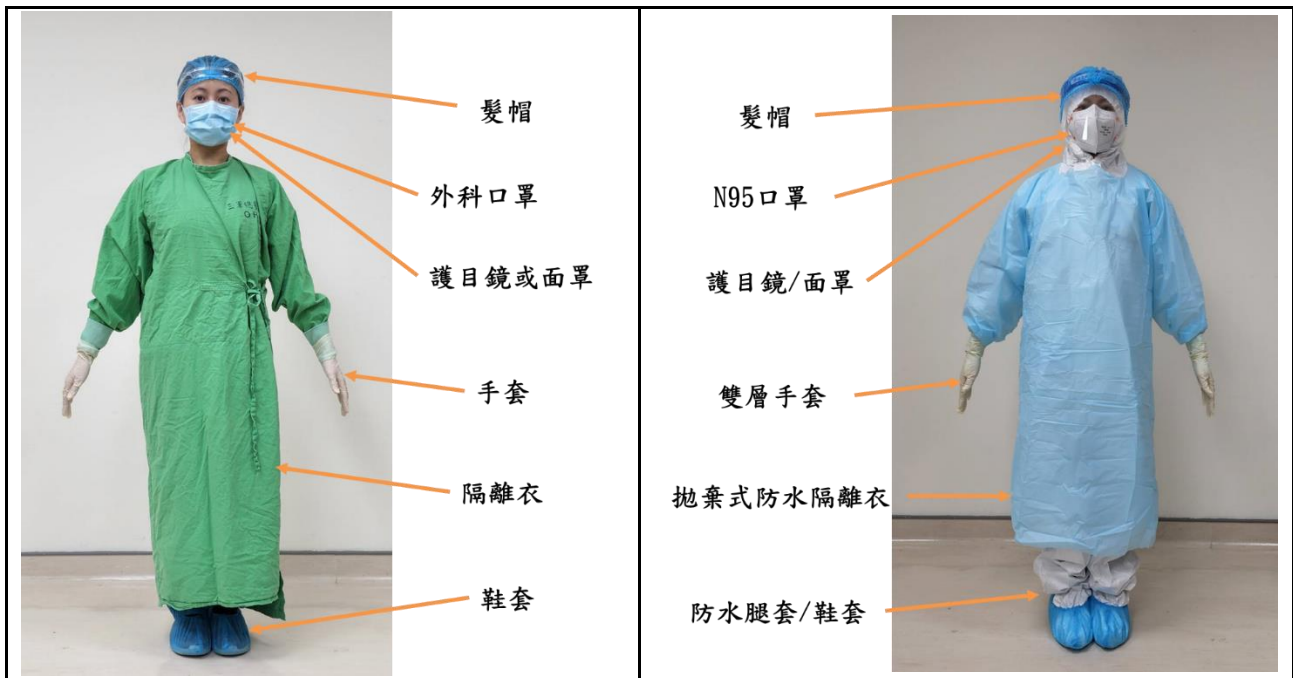 髮帽
外科口罩
護目鏡或面罩
手套
隔離衣
鞋套
髮帽
N95口罩
護目鏡/面罩
雙層手套
拋棄式防水隔離衣
防水腿套/鞋套